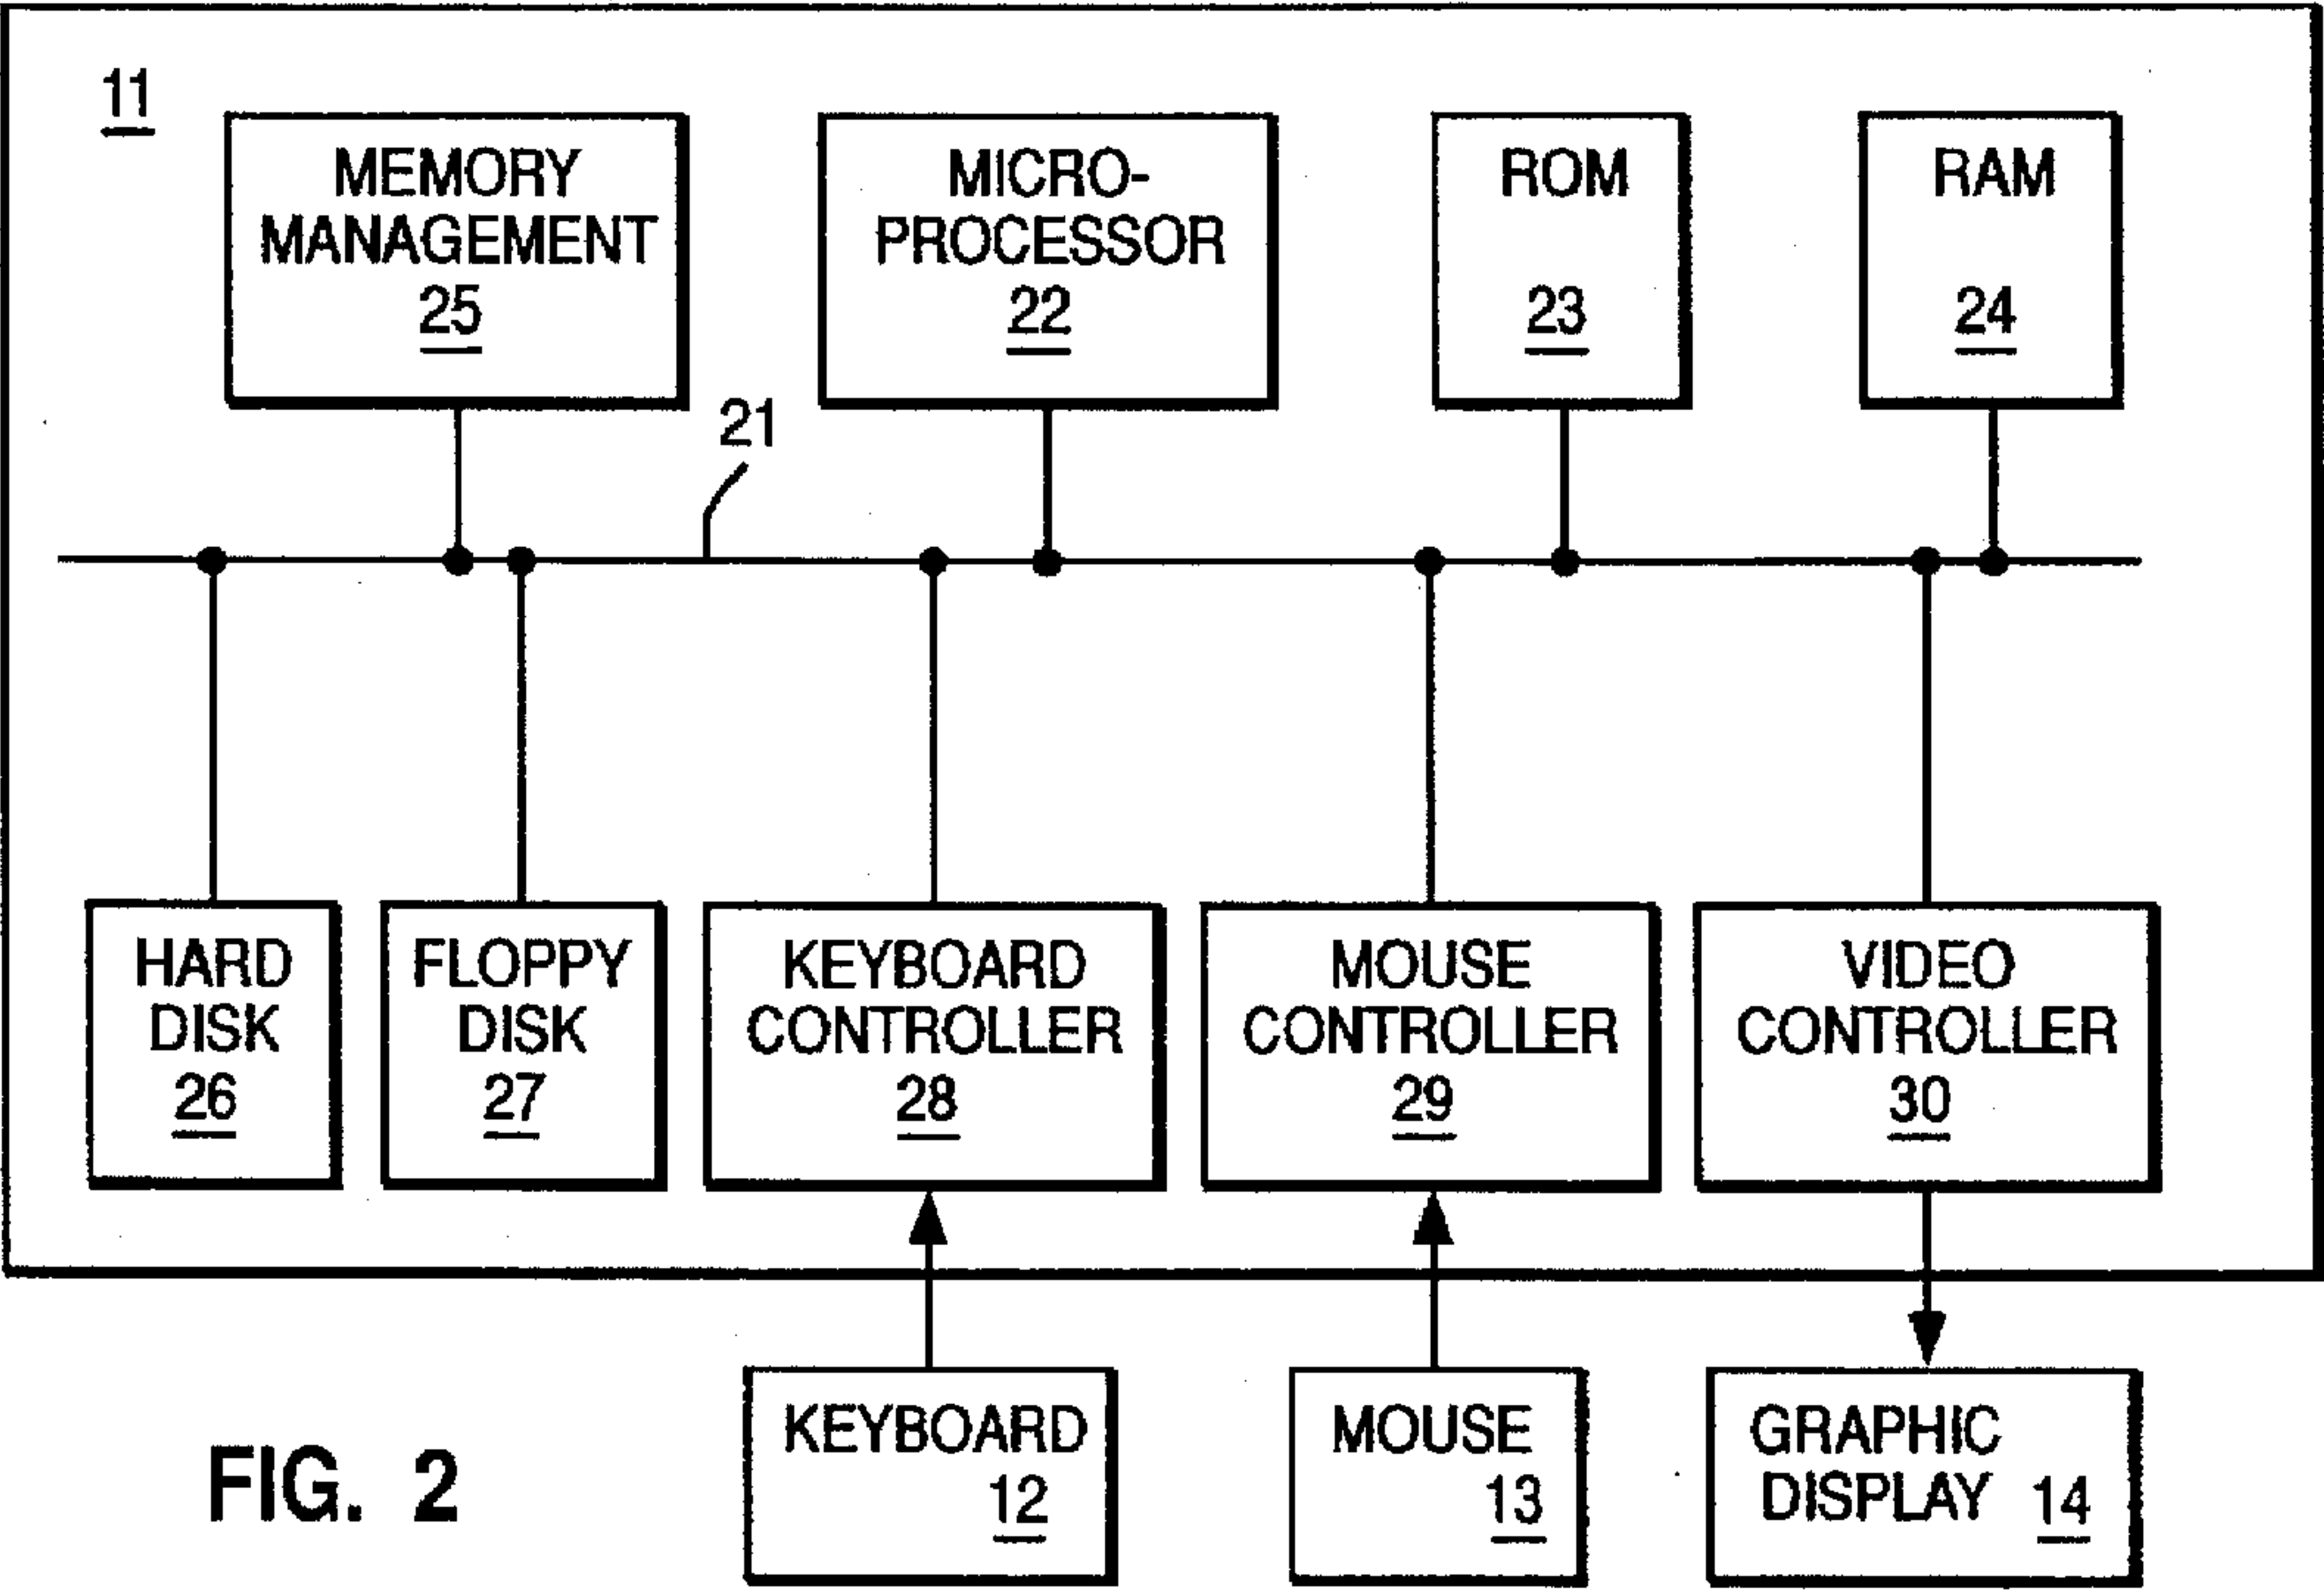 11
MEMORY
MANAGEMENT
25
MICRO-
PROCESSOR
22
ROM
23
RAM
24
21
HARD
DISK
26
FLOPPY
DISK
27
KEYBOARD
CONTROLLER
28
MOUSE
CONTROLLER
29
VIDEO
CONTROLLER
30
KEYBOARD
12
MOUSE
13
GRAPHIC
DISPLAY 14
FIG. 2